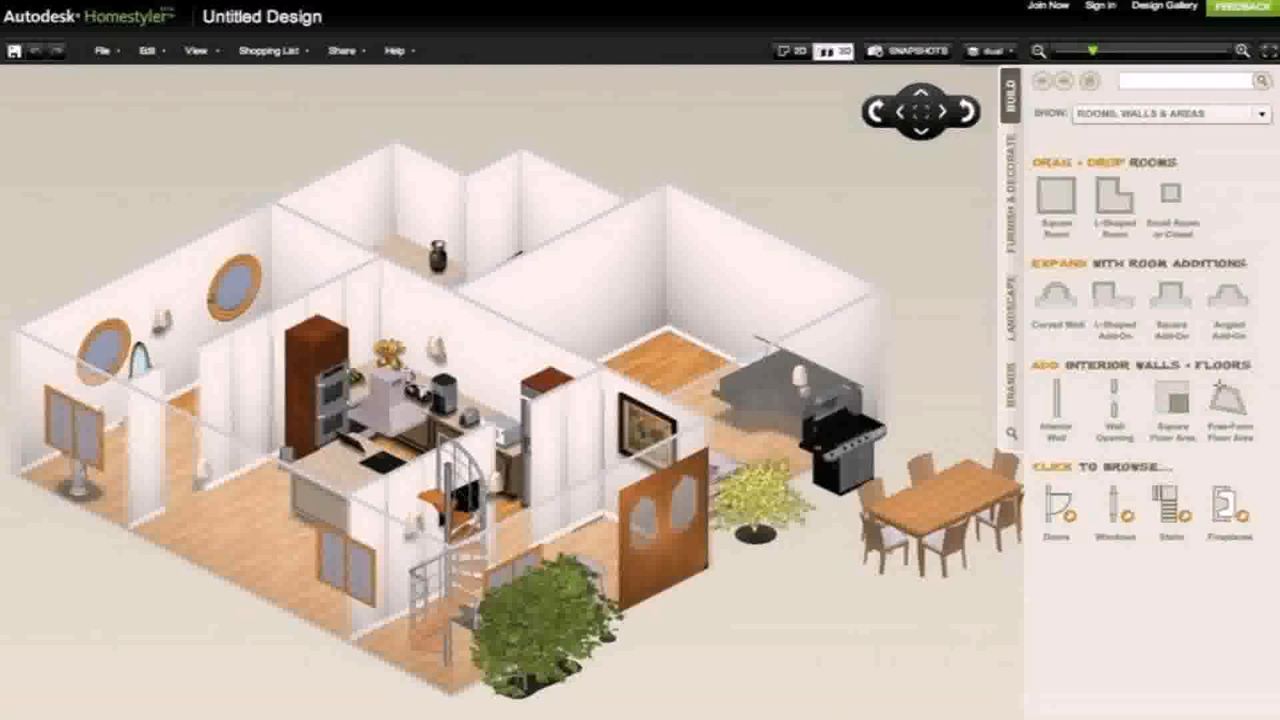 Autodesk Homestyler BETA Untitled Design Join Now Sign In Design Gallery FEEDBACK
File Edit View Shopping List Share Help 2D 3D SNAPSHOTS dual
BUILD
FURNISH & DECORATE
LANDSCAPE
BRANDS
SHOW: ROOMS, WALLS & AREAS
DRAG + DROP ROOMS
Square Room
L-Shaped Room
Small Room or Closet
EXPAND WITH ROOM ADDITIONS
Curved Wall
L-Shaped Add-On
Square Add-On
Angled Add-On
ADD INTERIOR WALLS + FLOORS
Interior Wall
Wall Opening
Square Floor Area
Free-Form Floor Area
CLICK TO BROWSE...
Doors Windows Stairs Fireplaces